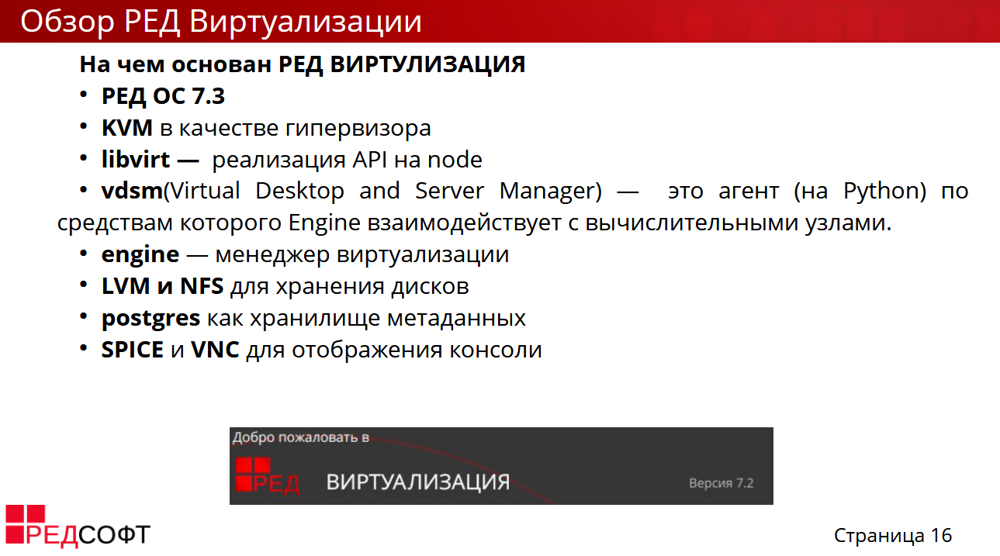 Обзор РЕД Виртуализации
На чем основан РЕД ВИРТУЛИЗАЦИЯ
• РЕД ОС 7.3
• KVM в качестве гипервизора
• libvirt — реализация API на node
• vdsm(Virtual Desktop and Server Manager) — это агент (на Python) по
средствам которого Engine взаимодействует с вычислительными узлами.
• engine — менеджер виртуализации
• LVM и NFS для хранения дисков
• postgres как хранилище метаданных
• SPICE и VNC для отображения консоли
Добро пожаловать в
РЕД ВИРТУАЛИЗАЦИЯ Версия 7.2
РЕДСОФТ
Страница 16